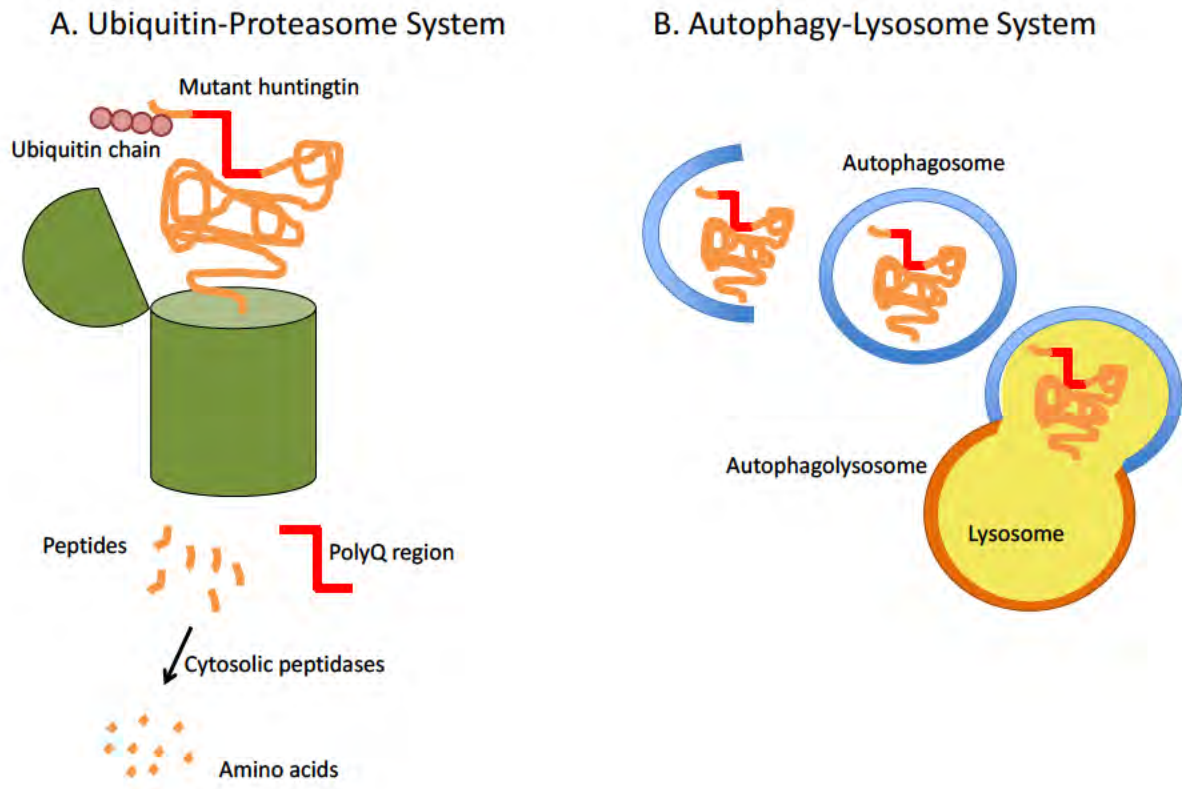 A. Ubiquitin-Proteasome System
Mutant huntingtin
Ubiquitin chain
Peptides
PolyQ region
Cytosolic peptidases
Amino acids
B. Autophagy-Lysosome System
Autophagosome
Autophagolysosome
Lysosome